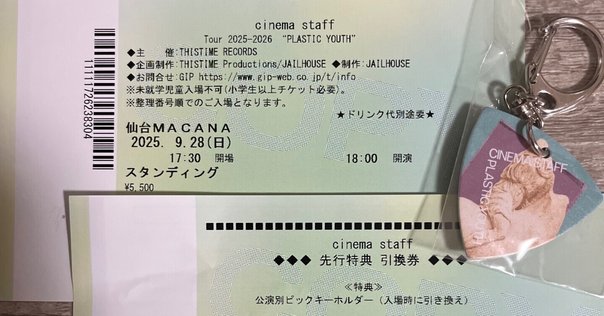 cinema staff
Tour 2025-2026 “PLASTIC YOUTH”
◆主　催：THISTIME RECORDS
◆企画制作：THISTIME Productions/JAILHOUSE ◆制作：JAILHOUSE
◆お問合せ：GIP https://www.gip-web.co.jp/t/info
※未就学児童入場不可(小学生以上チケット必要)。
※整理番号順でのご入場となります。
★ドリンク代別途要★
仙台ＭＡＣＡＮＡ
2025. 9.28(日)
17:30 開場　18:00 開演
スタンディング
¥5,500
11111726238304
cinema staff
◆◆◆ 先行特典 引換券 ◆◆◆
≪特典≫
公演別ピックキーホルダー（入場時に引き換え）
CINEMA STAFF